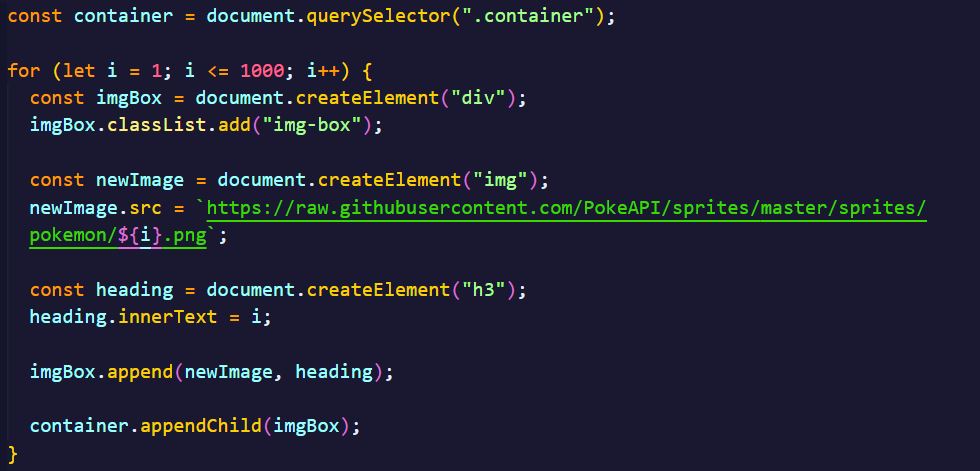 const container = document.querySelector(".container");
for (let i = 1; i <= 1000; i++) {
const imgBox = document.createElement("div");
imgBox.classList.add("img-box");
const newImage = document.createElement("img");
newImage.src = `https://raw.githubusercontent.com/PokeAPI/sprites/master/sprites/
pokemon/${i}.png`;
const heading = document.createElement("h3");
heading.innerText = i;
imgBox.append(newImage, heading);
container.appendChild(imgBox);
}